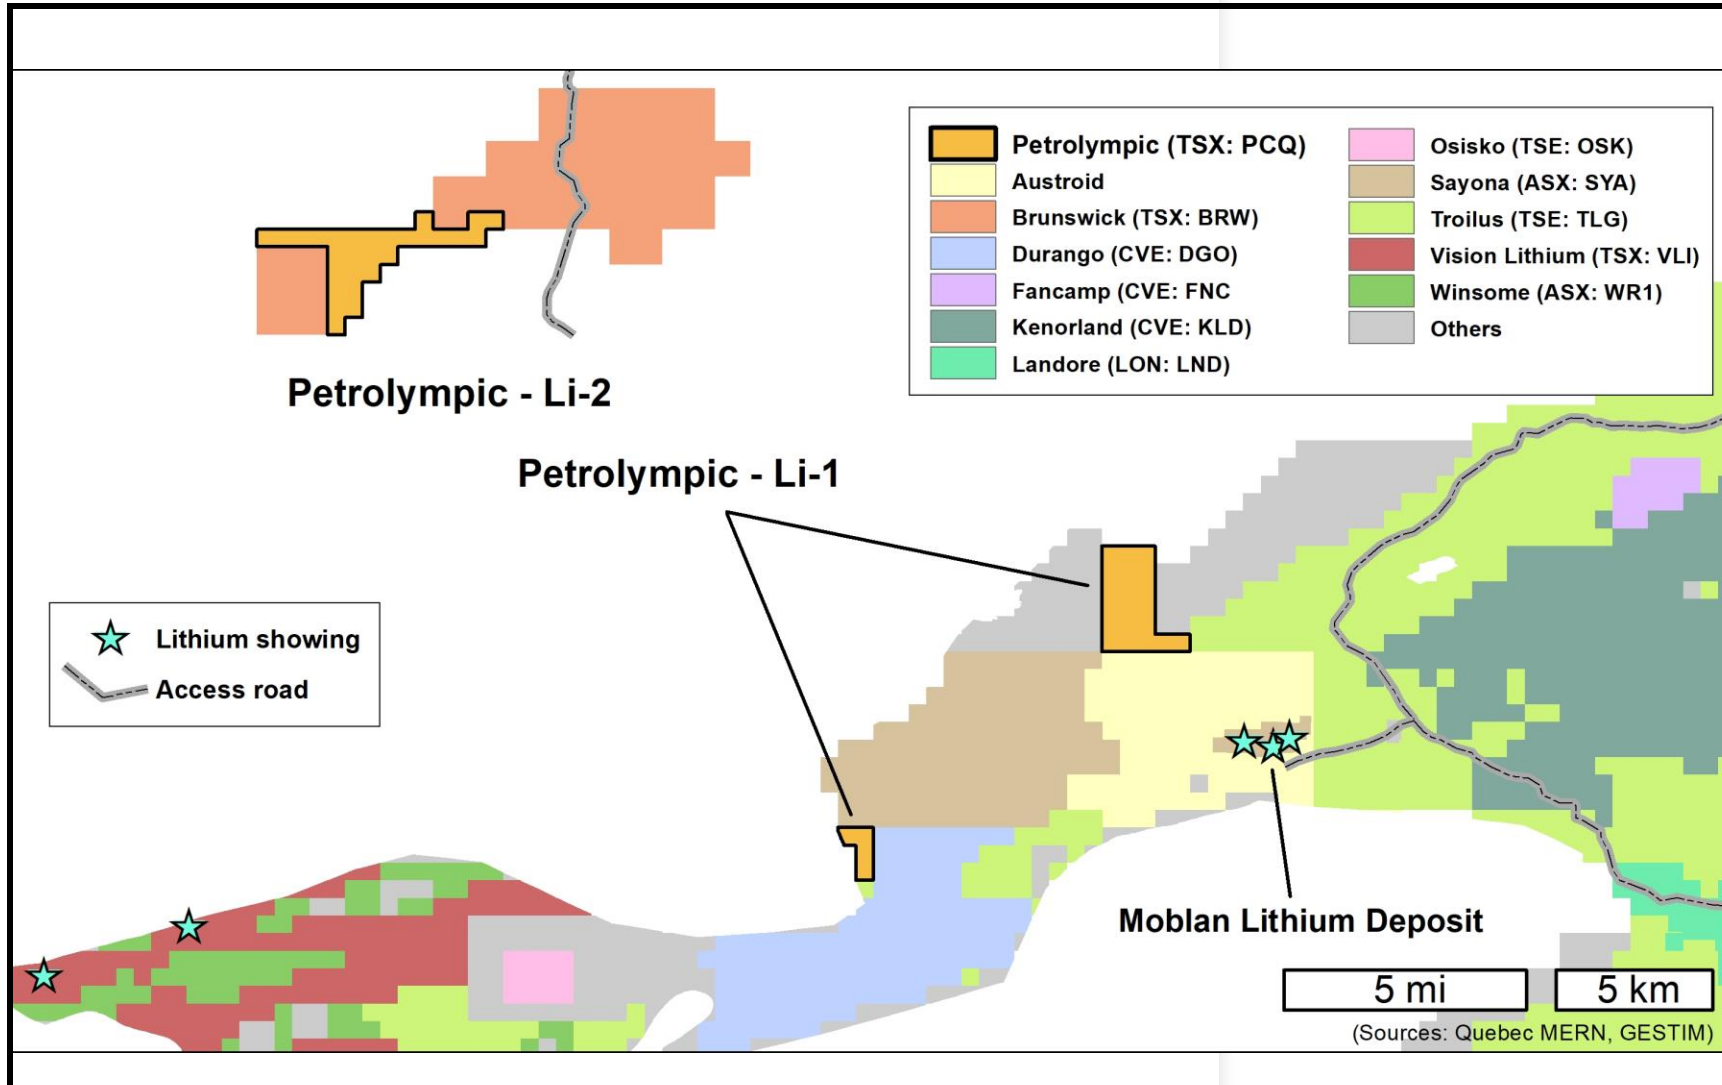 Petrolympic (TSX: PCQ)
Austroid
Brunswick (TSX: BRW)
Durango (CVE: DGO)
Fancamp (CVE: FNC
Kenorland (CVE: KLD)
Landore (LON: LND)
Osisko (TSE: OSK)
Sayona (ASX: SYA)
Troilus (TSE: TLG)
Vision Lithium (TSX: VLI)
Winsome (ASX: WR1)
Others
Petrolympic - Li-2
Petrolympic - Li-1
Lithium showing
Access road
Moblan Lithium Deposit
5 mi
5 km
(Sources: Quebec MERN, GESTIM)